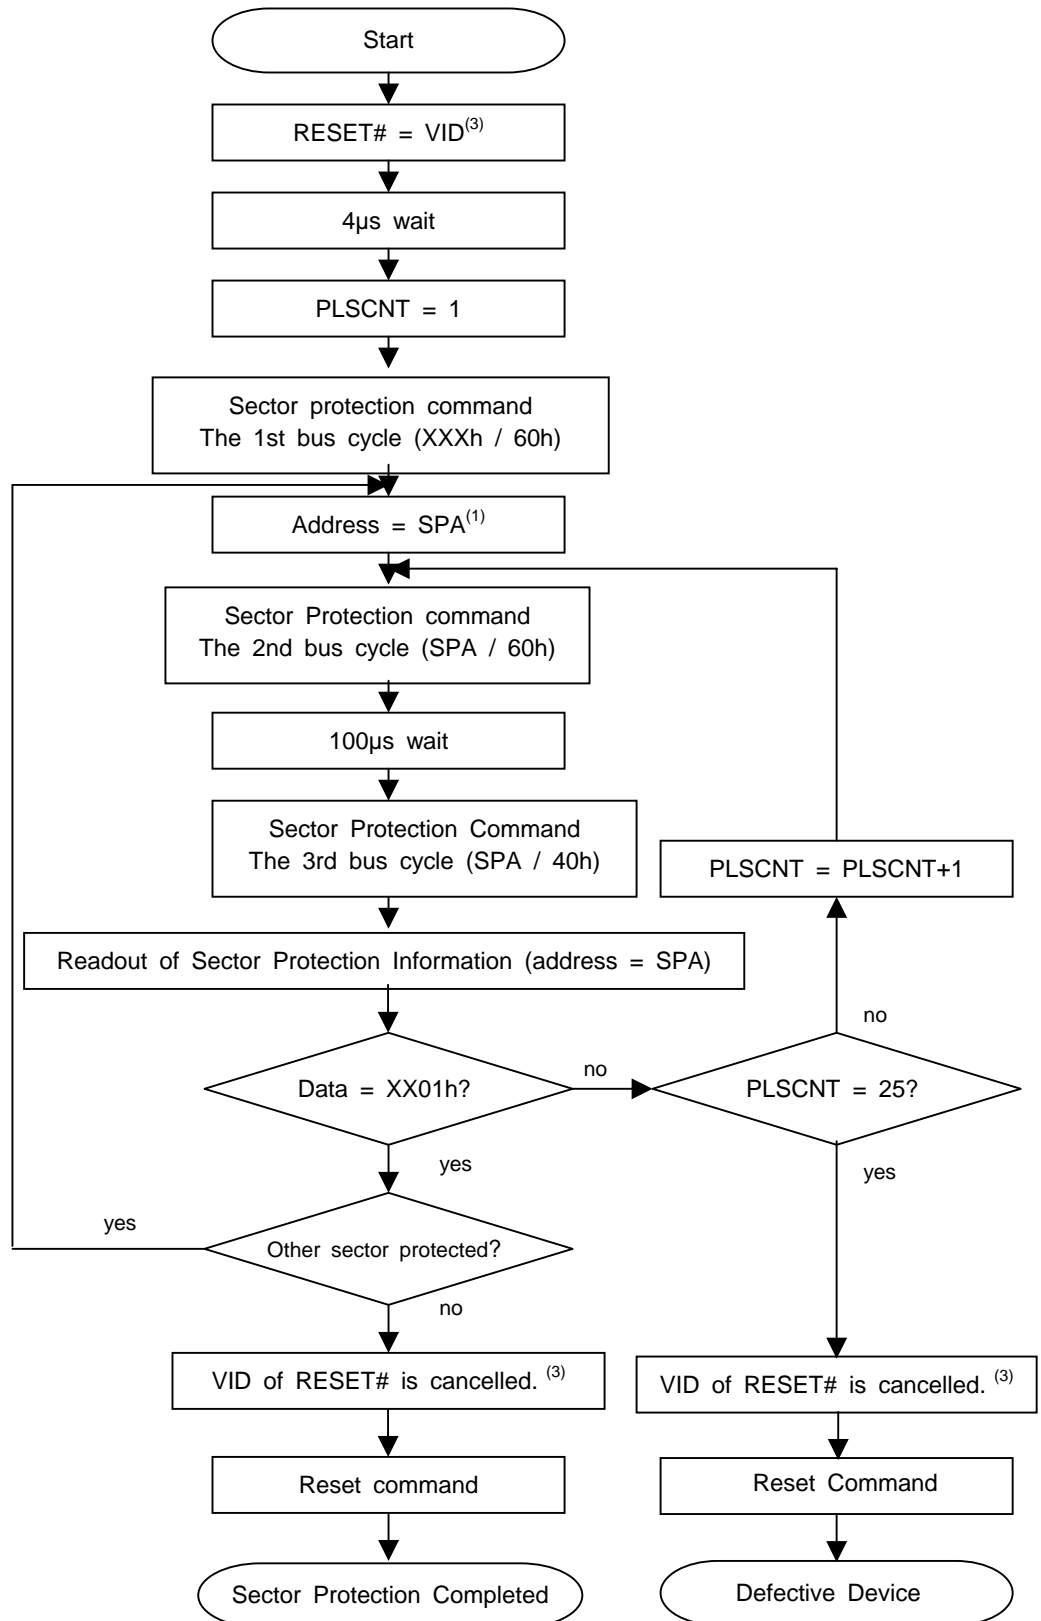 Start
RESET# = VID(3)
4µs wait
PLSCNT = 1
Sector protection command
The 1st bus cycle (XXXh / 60h)
Address = SPA(1)
Sector Protection command
The 2nd bus cycle (SPA / 60h)
100µs wait
Sector Protection Command
The 3rd bus cycle (SPA / 40h)
PLSCNT = PLSCNT+1
Readout of Sector Protection Information (address = SPA)
no
Data = XX01h?
no
PLSCNT = 25?
yes
yes
yes
Other sector protected?
no
VID of RESET# is cancelled. (3)
VID of RESET# is cancelled. (3)
Reset command
Reset Command
Sector Protection Completed
Defective Device